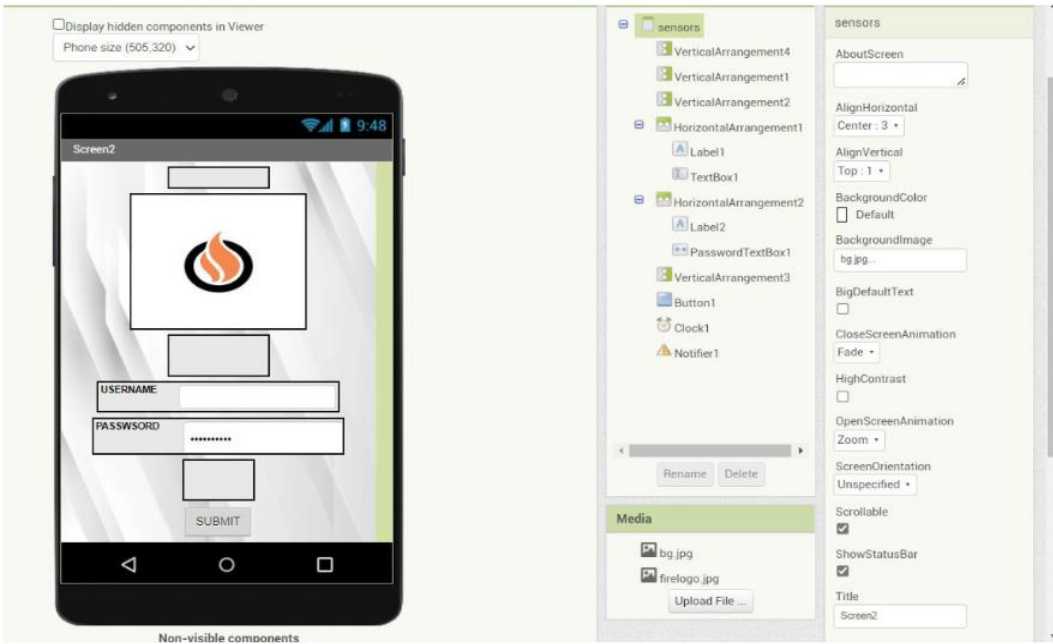 Display hidden components in Viewer
Phone size (505,320)
9:48
Screen2
USERNAME
PASSWSORD
••••••••••
SUBMIT
Non-visible components
sensors
VerticalArrangement4
VerticalArrangement1
VerticalArrangement2
HorizontalArrangement1
Label1
TextBox1
HorizontalArrangement2
Label2
PasswordTextBox1
VerticalArrangement3
Button1
Clock1
Notifier1
Rename Delete
Media
bg.jpg
firelogo.jpg
Upload File ...
sensors
AboutScreen
AlignHorizontal
Center : 3
AlignVertical
Top : 1
BackgroundColor
Default
BackgroundImage
bg.jpg...
BigDefaultText
CloseScreenAnimation
Fade
HighContrast
OpenScreenAnimation
Zoom
ScreenOrientation
Unspecified
Scrollable
ShowStatusBar
Title
Screen2